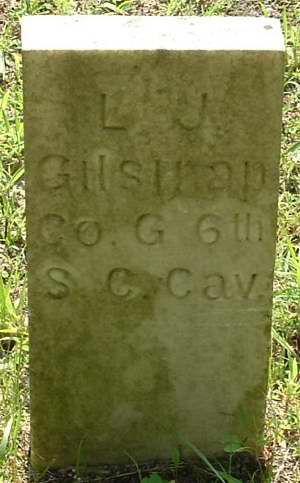 L. J.
Gilstrap
Co. G 6th
S. C. Cav.